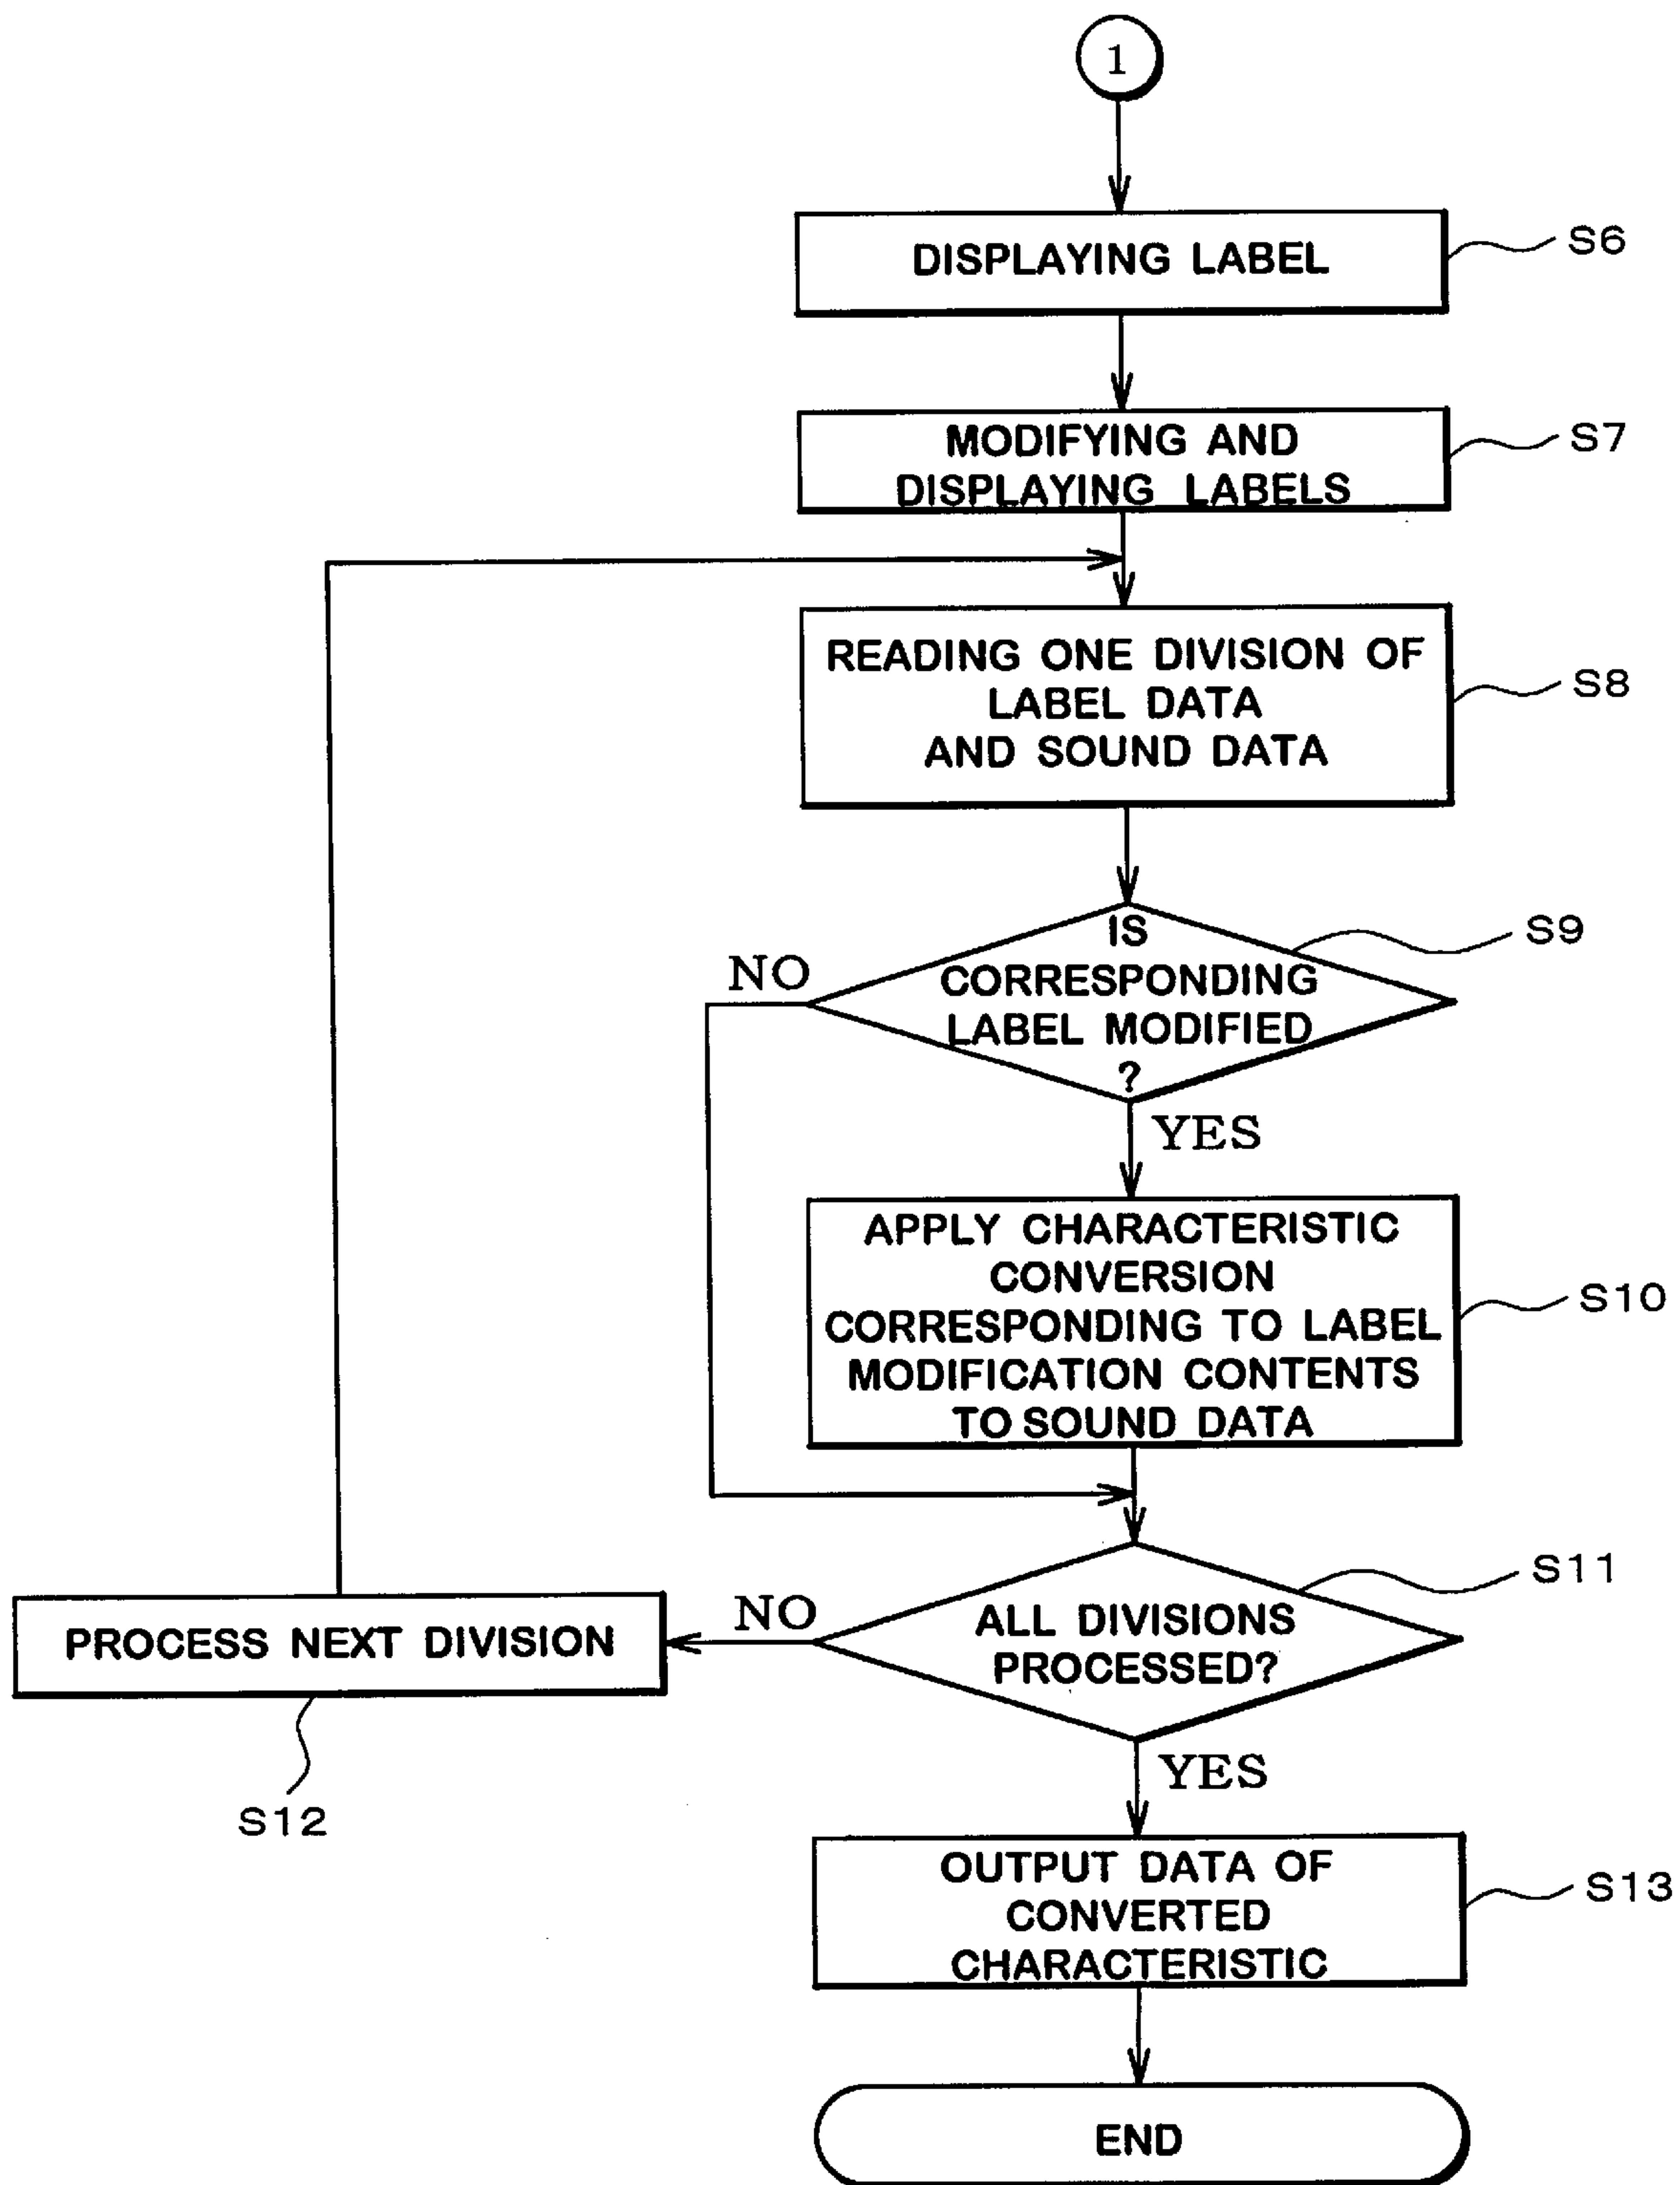 1
DISPLAYING LABEL
S6
MODIFYING AND
DISPLAYING LABELS
S7
READING ONE DIVISION OF
LABEL DATA
AND SOUND DATA
S8
IS
CORRESPONDING
LABEL MODIFIED
?
S9
NO
YES
APPLY CHARACTERISTIC
CONVERSION
CORRESPONDING TO LABEL
MODIFICATION CONTENTS
TO SOUND DATA
S10
ALL DIVISIONS
PROCESSED?
S11
NO
PROCESS NEXT DIVISION
S12
YES
OUTPUT DATA OF
CONVERTED
CHARACTERISTIC
S13
END